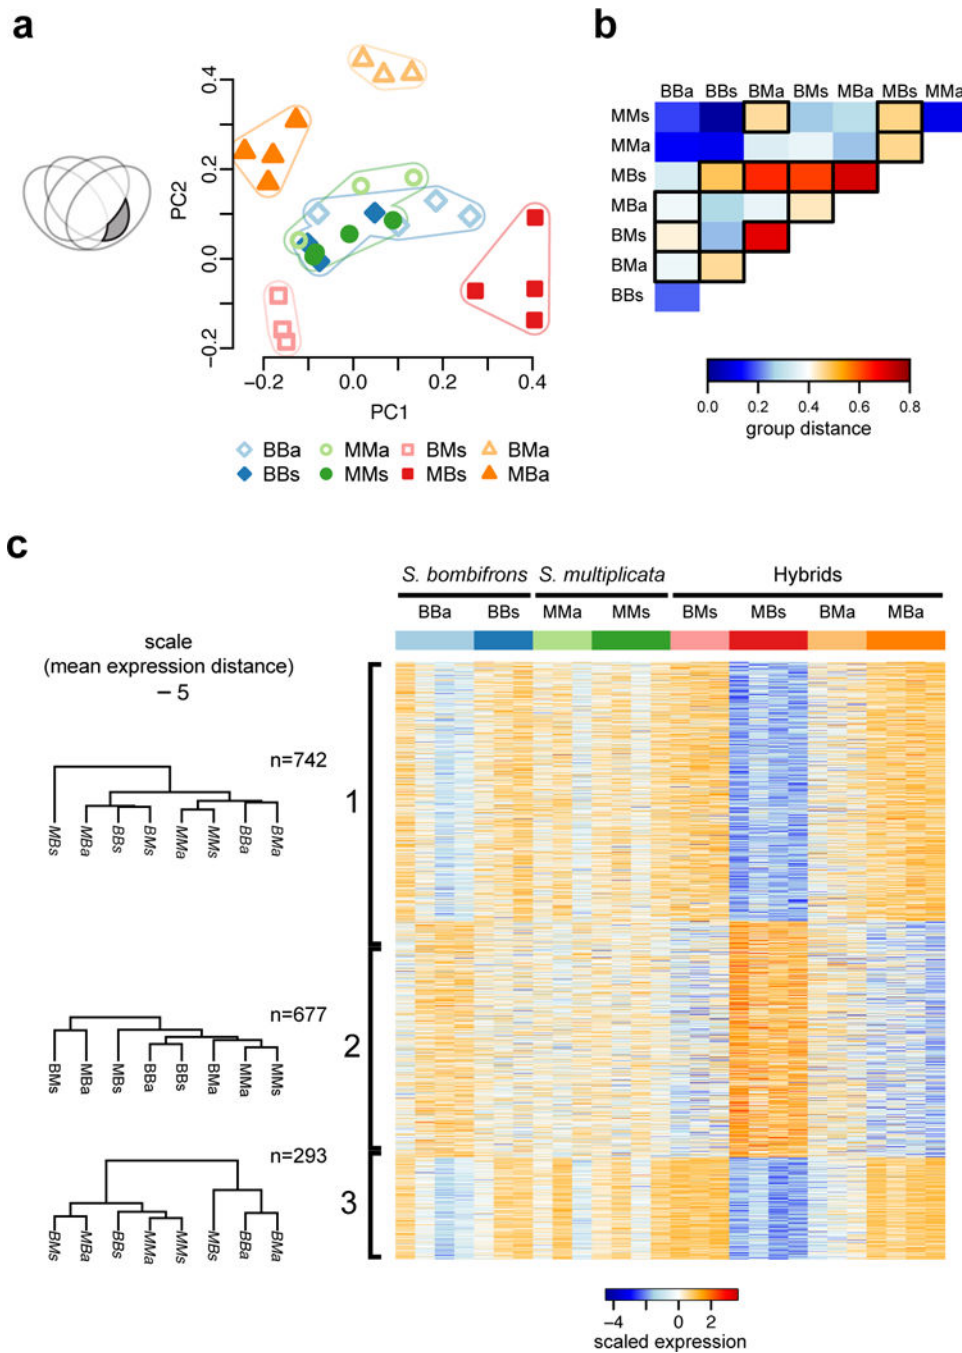 a
PC2
0.4
0.2
0.0
−0.2
−0.2
0.0
0.2
0.4
PC1
BBa MMa BMs BMa
BBs MMs MBs MBa
b
BBa BBs BMa BMs MBa MBs MMa
MMs
MMa
MBs
MBa
BMs
BMa
BBs
0.0 0.2 0.4 0.6 0.8
group distance
c
S. bombifrons S. multiplicata Hybrids
BBa BBs MMa MMs BMs MBs BMa MBa
scale
(mean expression distance)
– 5
n=742
MBs MBa BBs BMs MMa MMs BBa BMa
1
n=677
BMs MBa MBs BBa BBs BMa MMa MMs
2
n=293
BMs MBa BBs MMa MMs MBs BBa BMa
3
−4 0 2
scaled expression